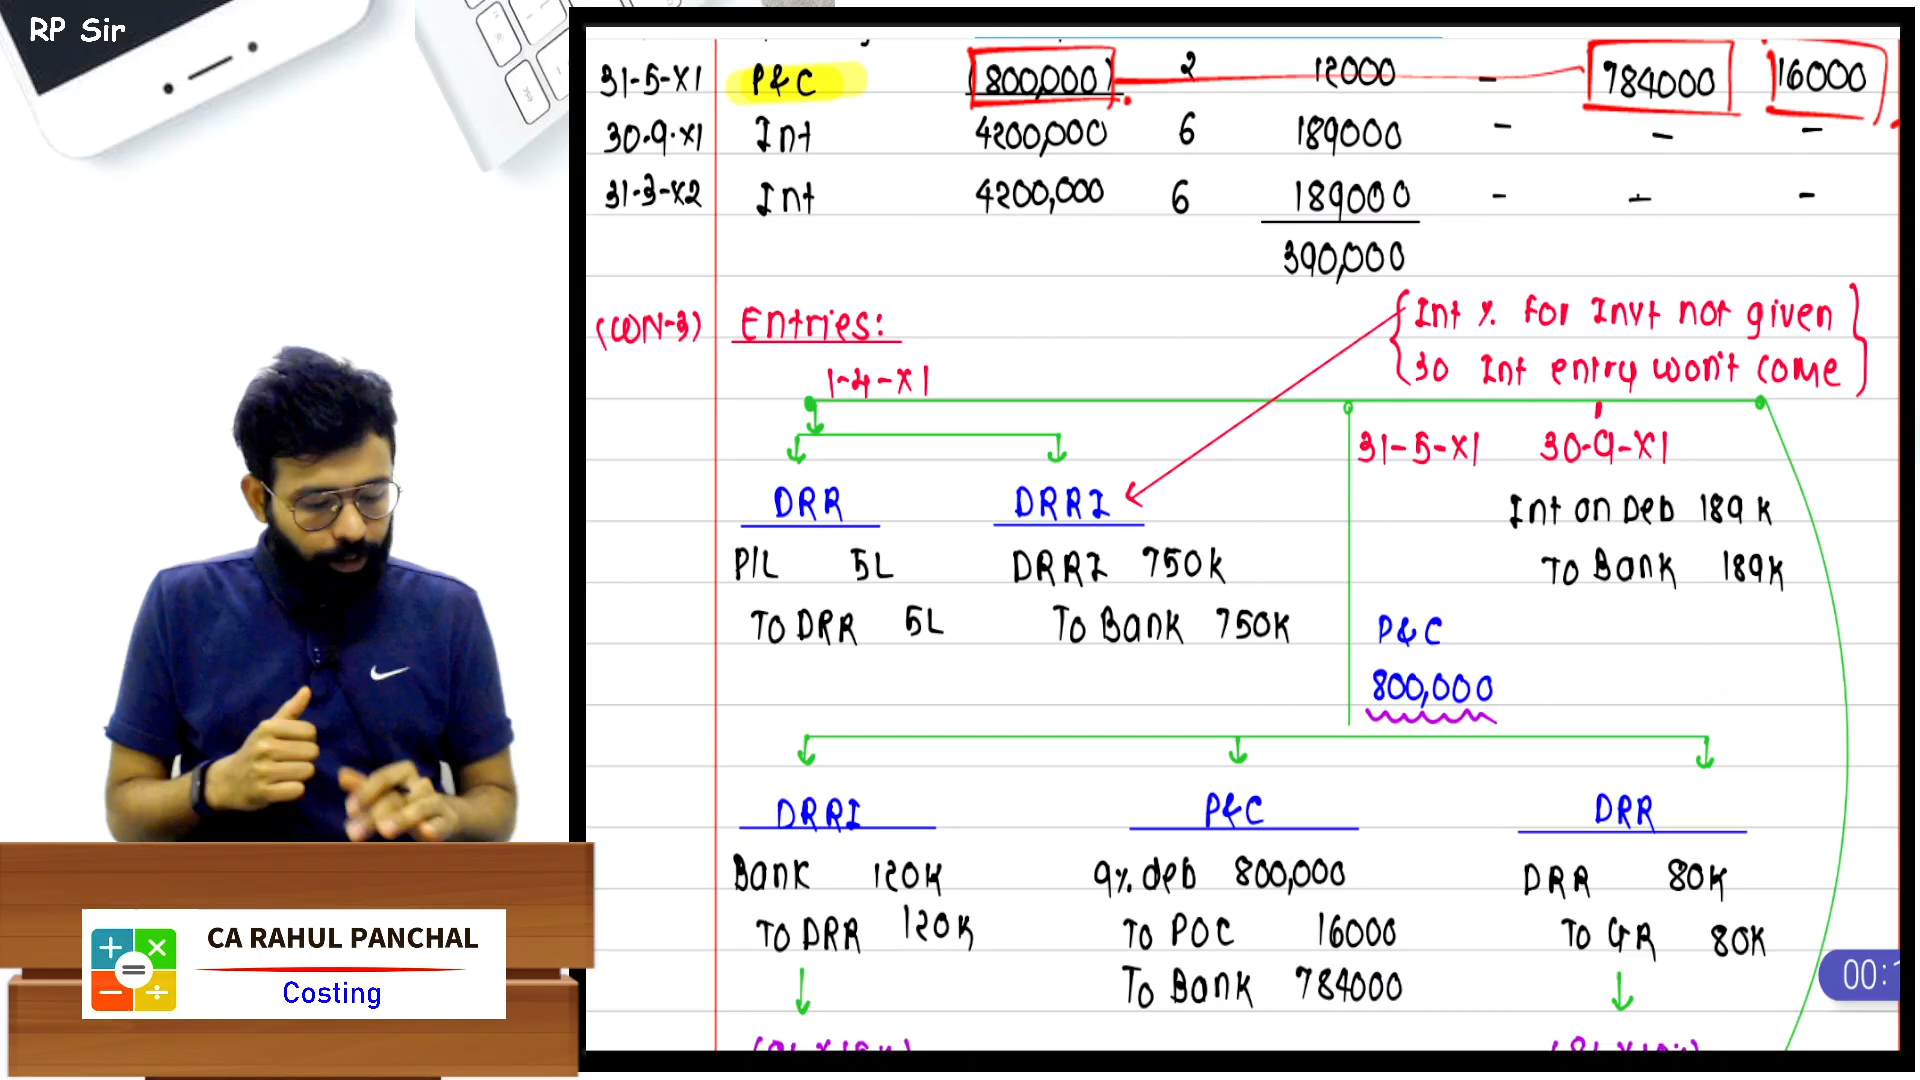 RP Sir
31-5-X1 P&C (800,000) 2 12000 - 784000 16000
30.9.X1 Int 4200,000 6 189000 - - -
31-3-X2 Int 4200,000 6 189000 - - -
390,000
(WN-3) Entries:
{Int % for Invt not given}
{so Int entry won't come}
1-4-X1
31-5-X1 30-9-X1
DRR DRRI
Int on Deb 189K
P/L 5L DRRI 750K
To Bank 189K
To DRR 5L To Bank 750K
P&C
800,000
DRRI P&C DRR
Bank 120K 9% deb 800,000 DRR 80K
To DRR 120K To POC 16000 To GR 80K
To Bank 784000
00:
CA RAHUL PANCHAL
Costing